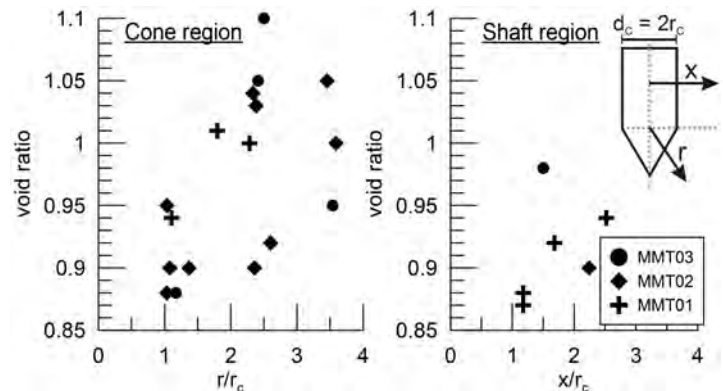 Cone region
void ratio
1.1
1.05
1
0.95
0.9
0.85
0
1
2
3
4
r/r_c
Shaft region
d_c = 2r_c
x
r
void ratio
1.1
1.05
1
0.95
0.9
0.85
0
1
2
3
4
x/r_c
MMT03
MMT02
MMT01